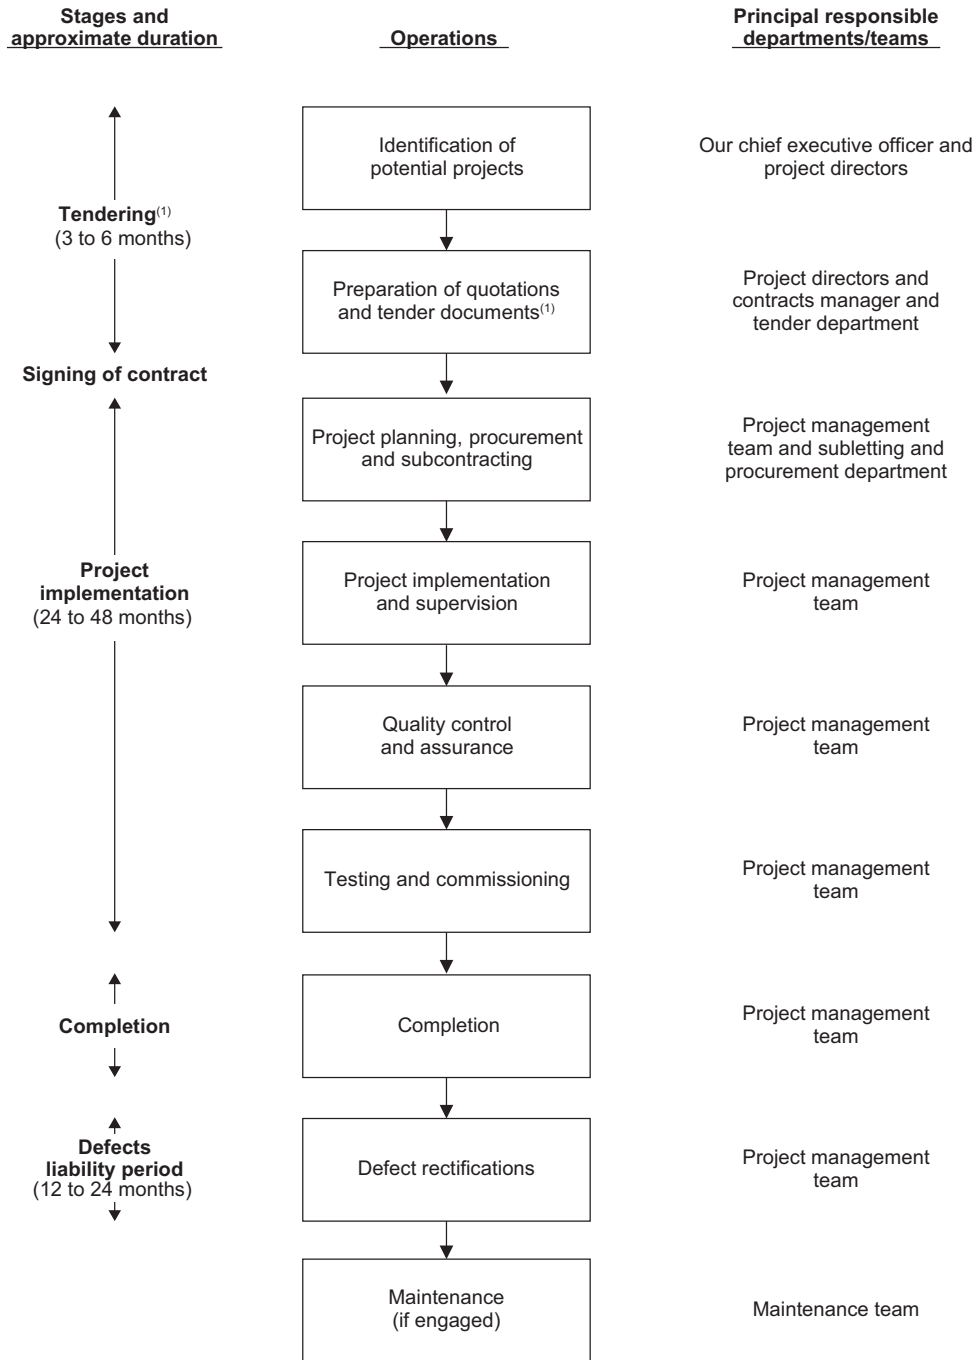 Stages and
approximate duration
Operations
Principal responsible
departments/teams
Identification of
potential projects
Our chief executive officer and
project directors
Tendering(1)
(3 to 6 months)
Preparation of quotations
and tender documents(1)
Project directors and
contracts manager and
tender department
Signing of contract
Project planning, procurement
and subcontracting
Project management
team and subletting and
procurement department
Project
implementation
(24 to 48 months)
Project implementation
and supervision
Project management
team
Quality control
and assurance
Project management
team
Testing and commissioning
Project management
team
Completion
Completion
Project management
team
Defects
liability period
(12 to 24 months)
Defect rectifications
Project management
team
Maintenance
(if engaged)
Maintenance team